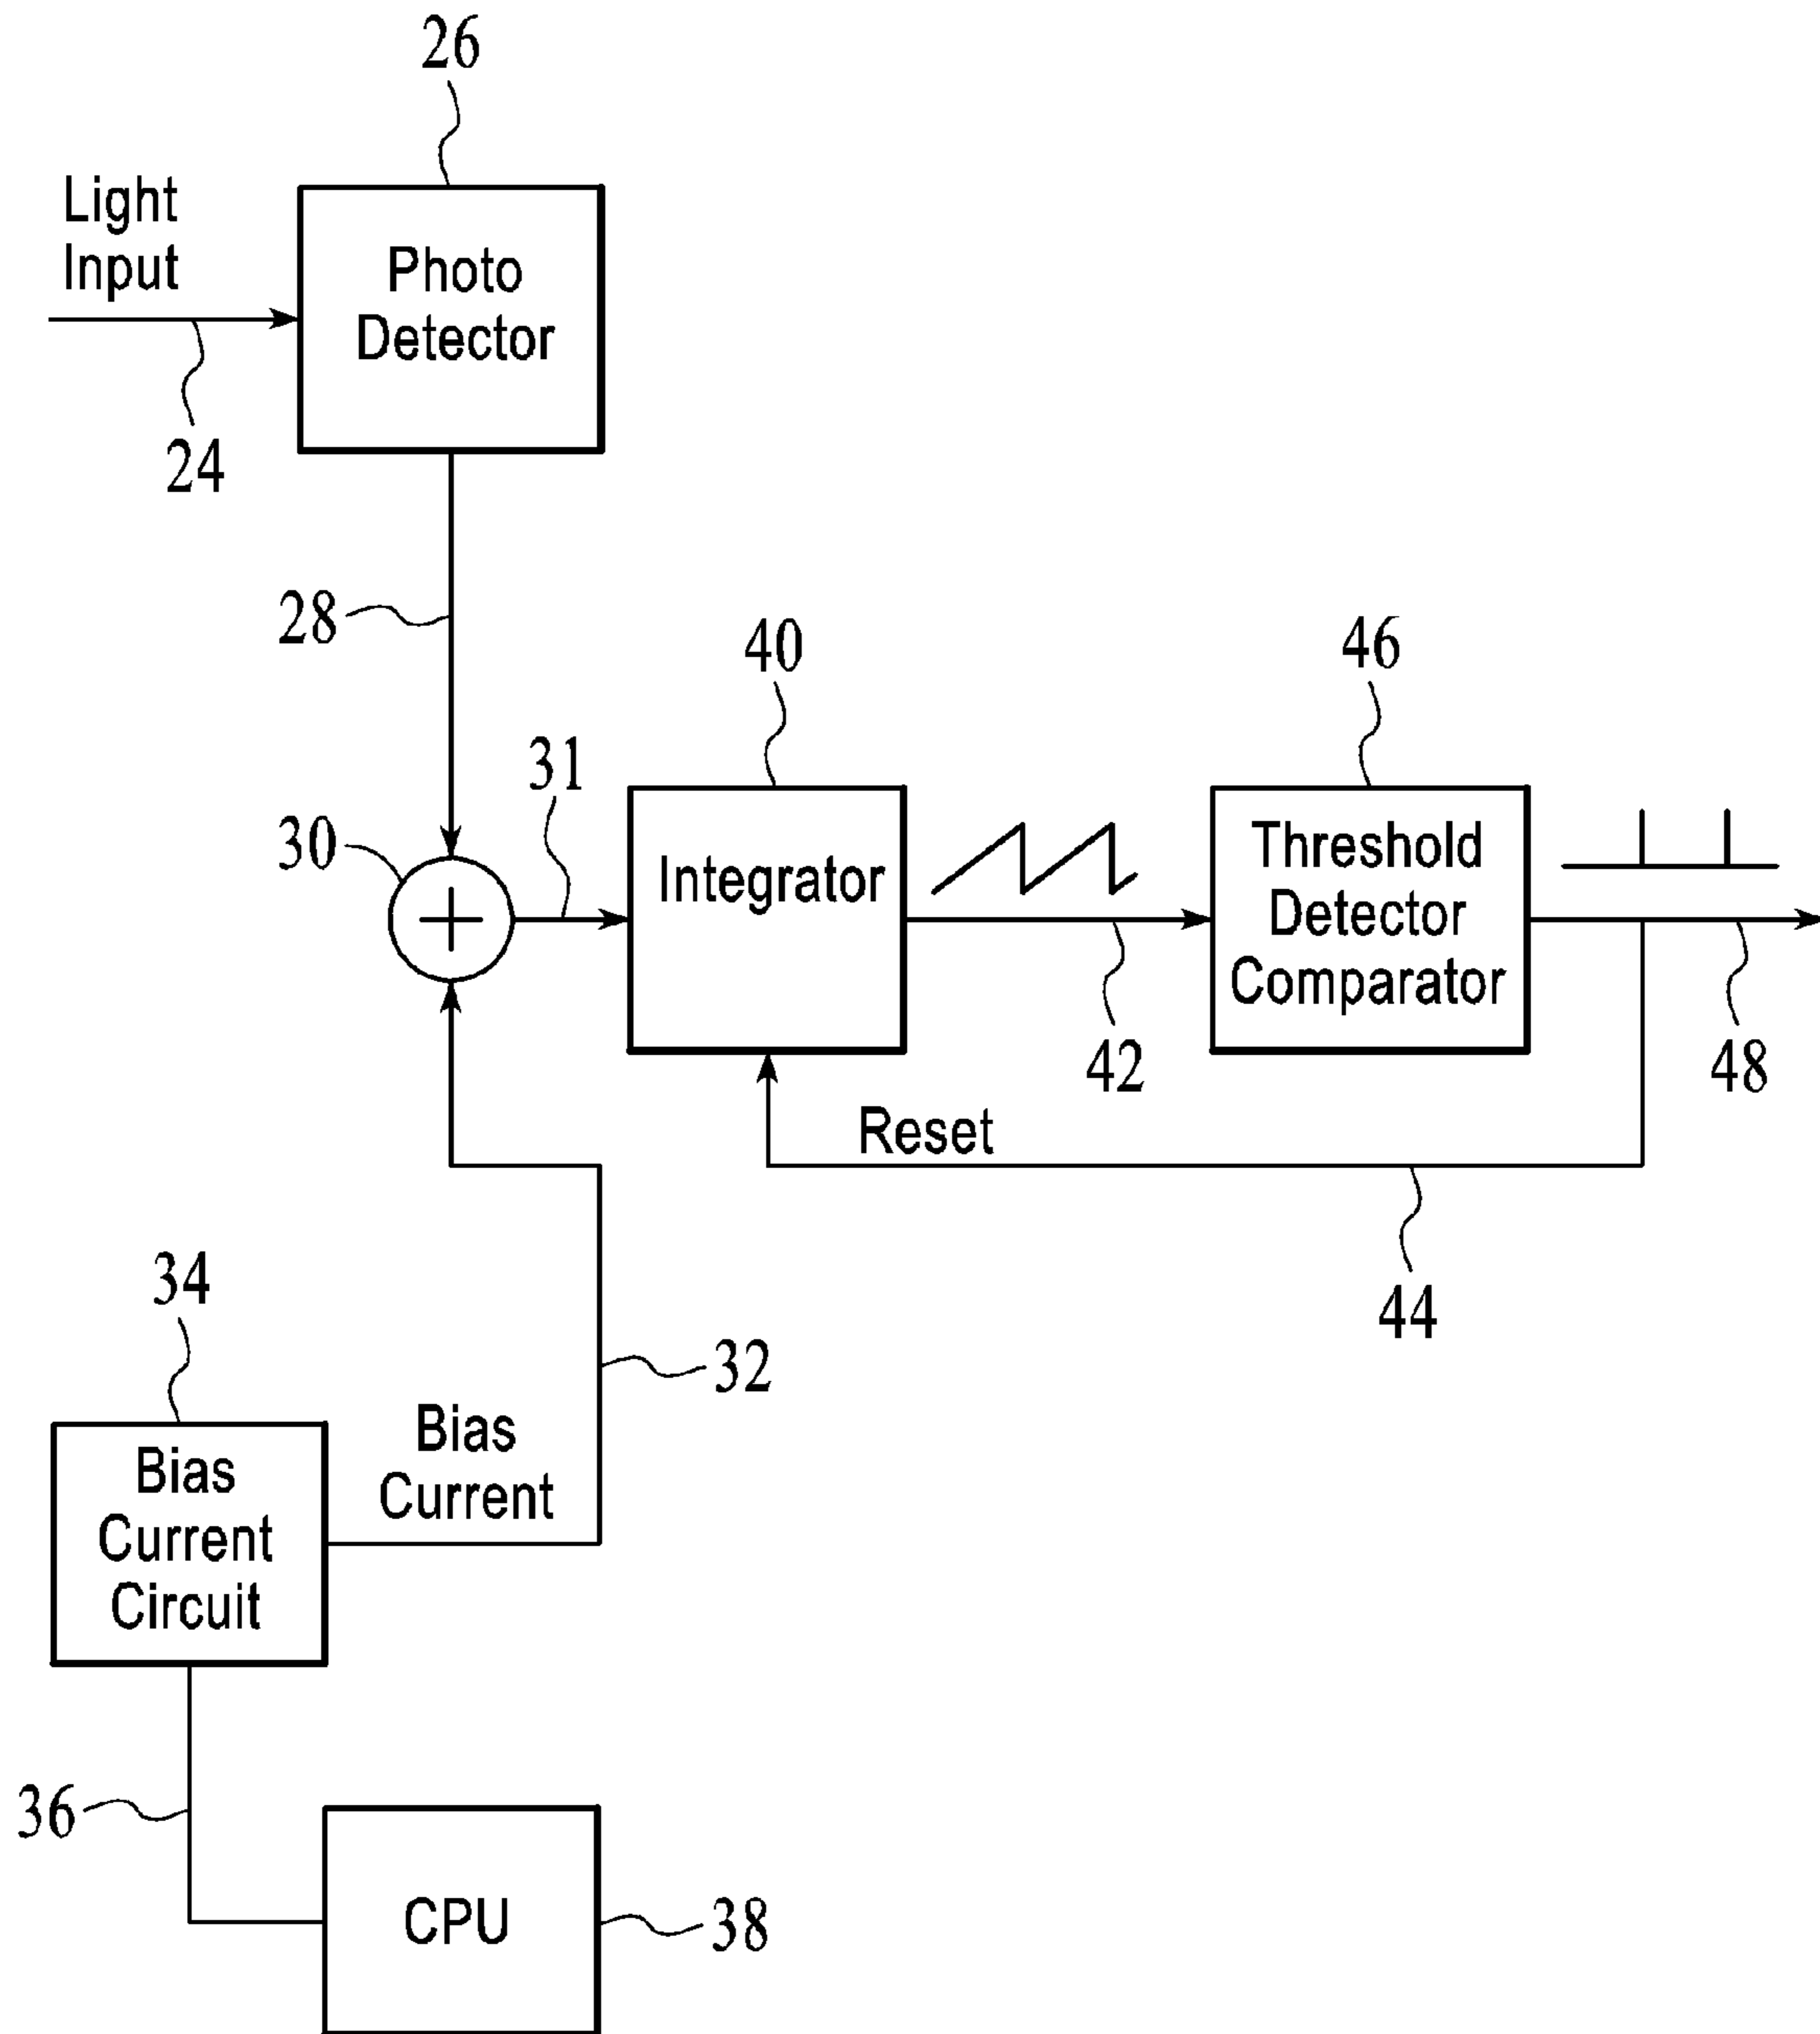 26
Light
Input
Photo
Detector
24
28
40
46
31
30
Integrator
Threshold
Detector
Comparator
42
48
Reset
44
34
32
Bias
Current
Bias
Current
Circuit
36
CPU
38